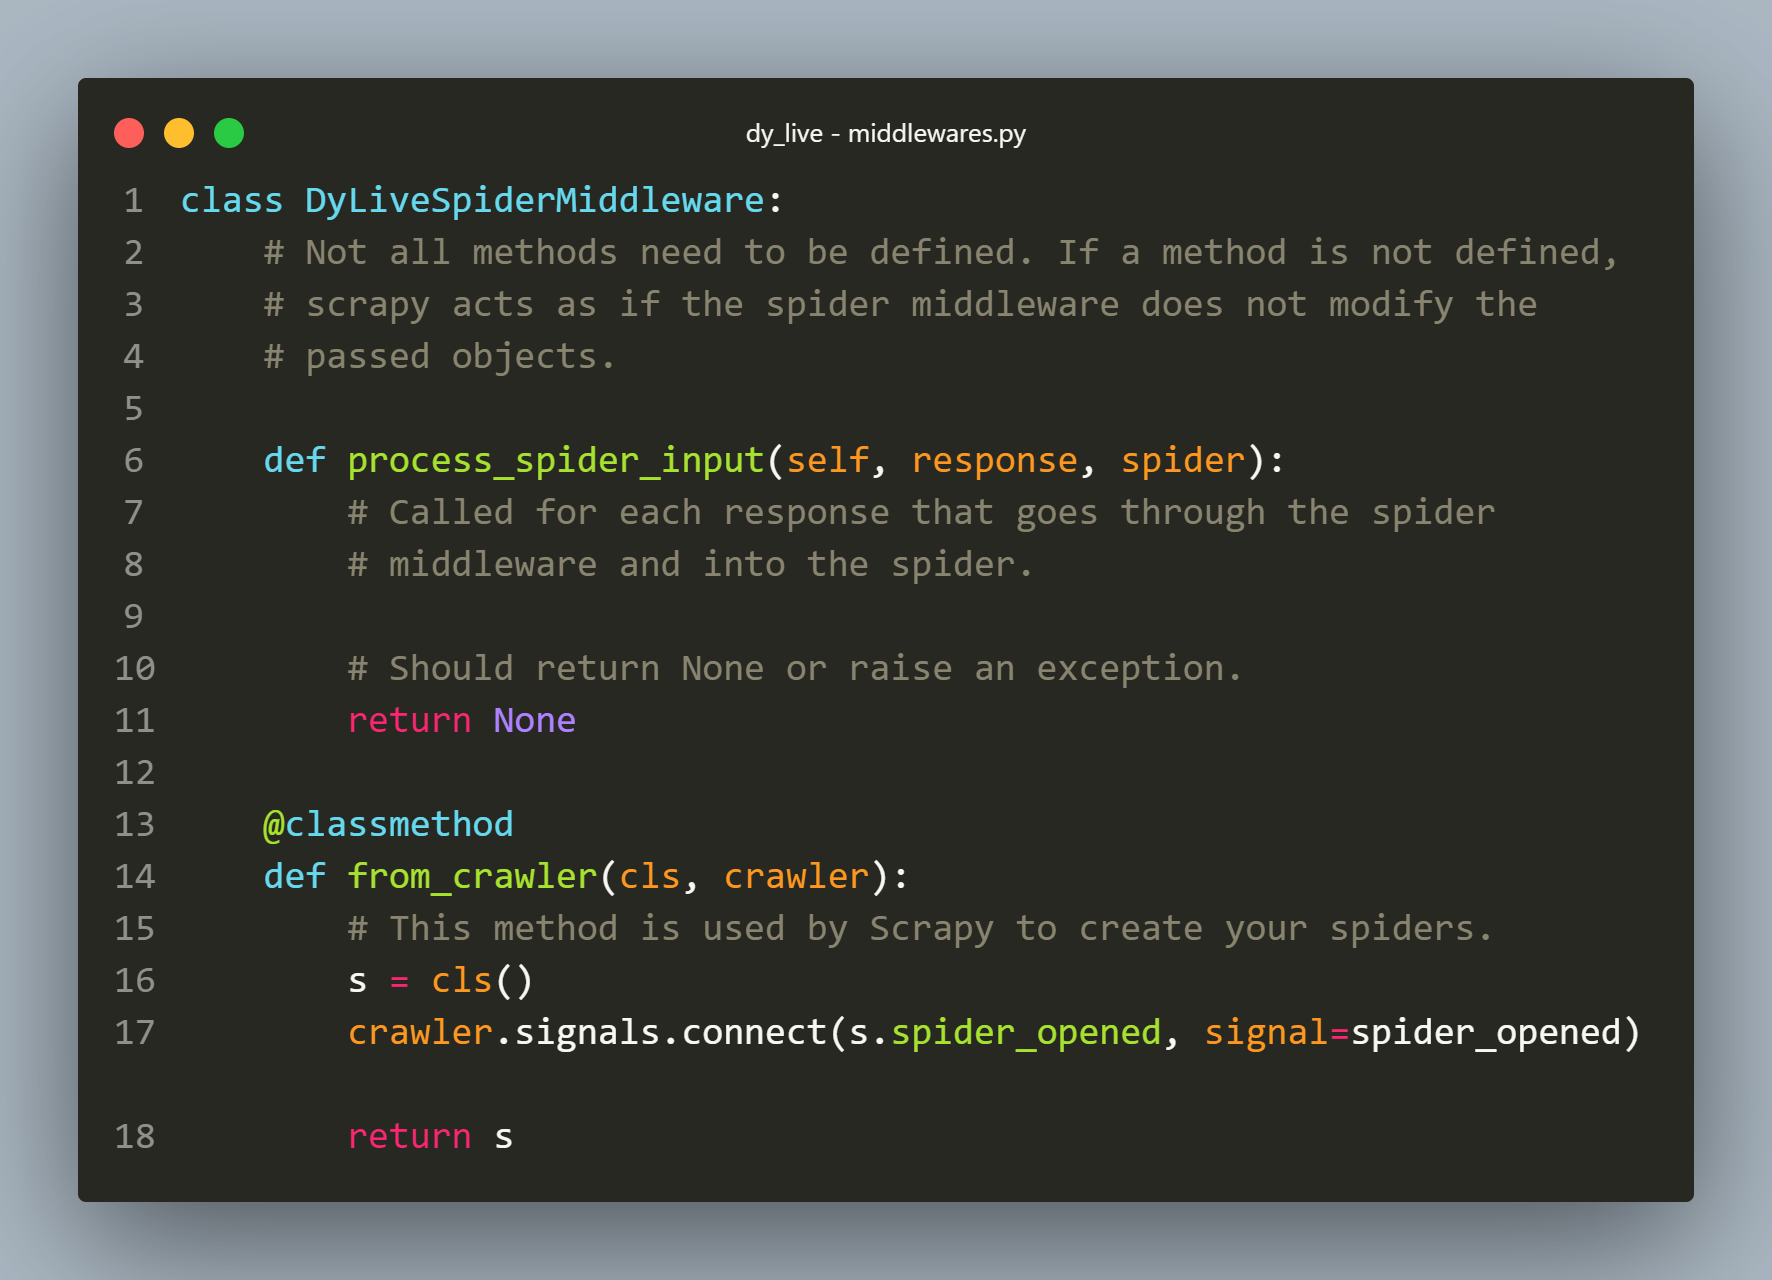 dy_live - middlewares.py
1 class DyLiveSpiderMiddleware:
2     # Not all methods need to be defined. If a method is not defined,
3     # scrapy acts as if the spider middleware does not modify the
4     # passed objects.
5
6     def process_spider_input(self, response, spider):
7         # Called for each response that goes through the spider
8         # middleware and into the spider.
9
10         # Should return None or raise an exception.
11         return None
12
13     @classmethod
14     def from_crawler(cls, crawler):
15         # This method is used by Scrapy to create your spiders.
16         s = cls()
17         crawler.signals.connect(s.spider_opened, signal=spider_opened)
18         return s